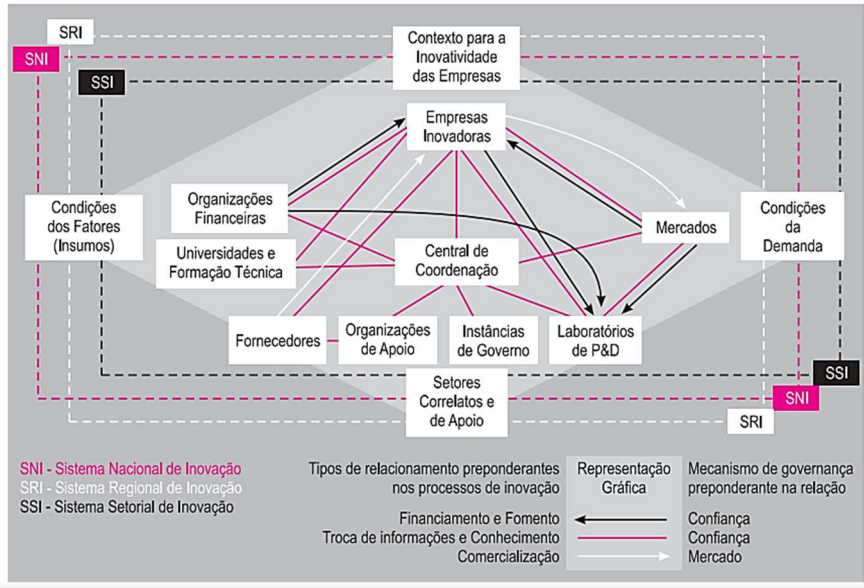 SRI
SNI
SSI
Contexto para a
Inovatividade
das Empresas
Empresas
Inovadoras
Organizações
Financeiras
Condições
dos Fatores
(Insumos)
Universidades e
Formação Técnica
Central de
Coordenação
Mercados
Condições
da
Demanda
Fornecedores
Organizações
de Apoio
Instâncias
de Governo
Laboratórios
de P&D
Setores
Correlatos e
de Apoio
SSI
SNI
SRI
SNI - Sistema Nacional de Inovação
SRI - Sistema Regional de Inovação
SSI - Sistema Setorial de Inovação
Tipos de relacionamento preponderantes
nos processos de inovação
Representação
Gráfica
Mecanismo de governança
preponderante na relação
Financiamento e Fomento
Confiança
Troca de informações e Conhecimento
Confiança
Comercialização
Mercado